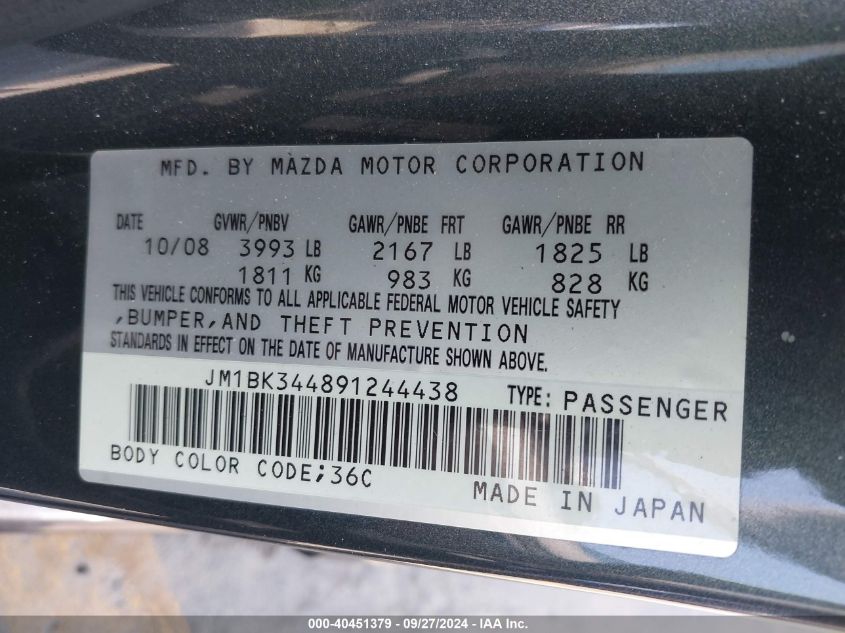 MFD. BY MAZDA MOTOR CORPORATION
DATE GVWR/PNBV GAWR/PNBE FRT GAWR/PNBE RR
10/08 3993 LB 2167 LB 1825 LB
1811 KG 983 KG 828 KG
THIS VEHICLE CONFORMS TO ALL APPLICABLE FEDERAL MOTOR VEHICLE SAFETY
,BUMPER,AND THEFT PREVENTION
STANDARDS IN EFFECT ON THE DATE OF MANUFACTURE SHOWN ABOVE.
JM1BK344891244438 TYPE: PASSENGER
BODY COLOR CODE;36C
MADE IN JAPAN
000-40451379 - 09/27/2024 - IAA Inc.